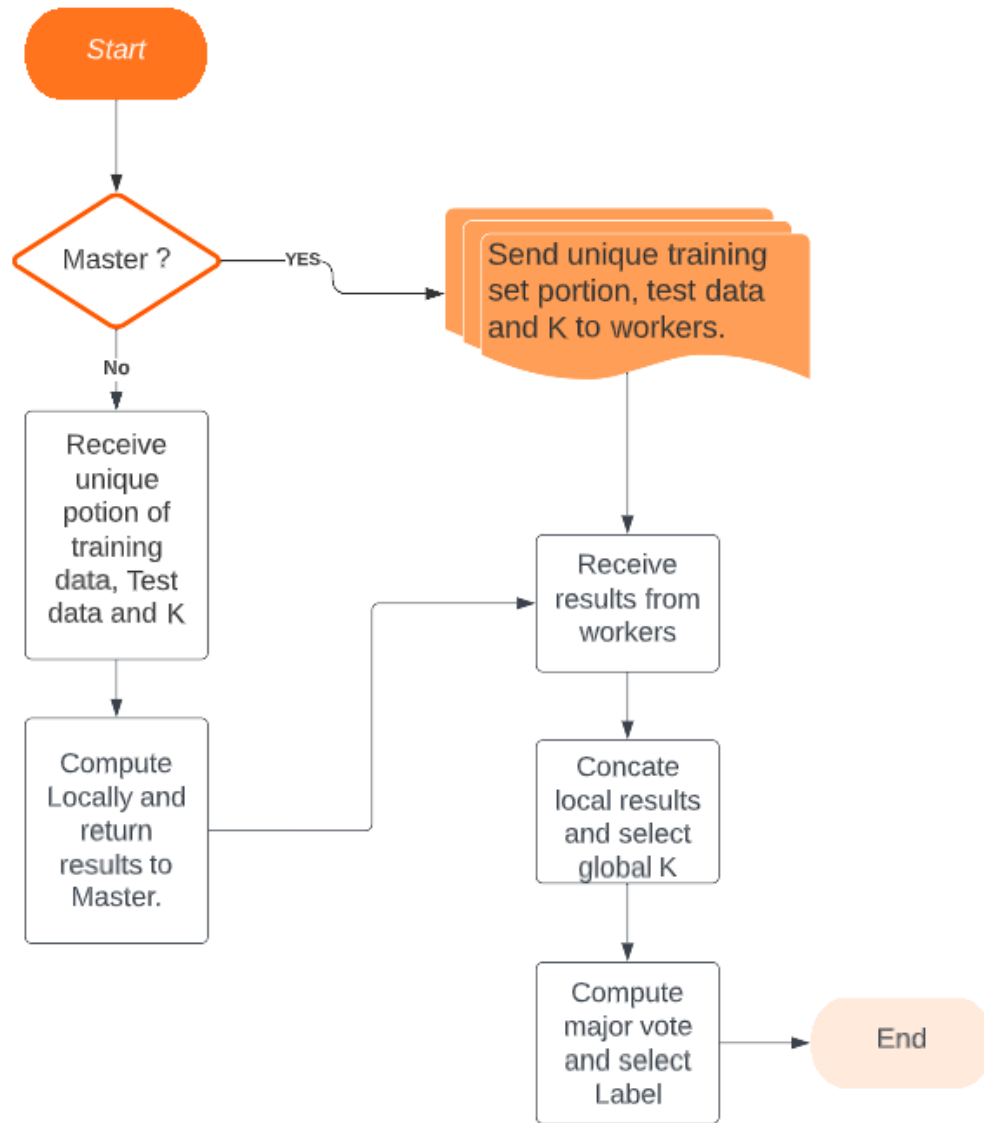 Start
Master ?
YES
Send unique training
set portion, test data
and K to workers.
No
Receive
unique
potion of
training
data, Test
data and K
Receive
results from
workers
Compute
Locally and
return
results to
Master.
Concate
local results
and select
global K
Compute
major vote
and select
Label
End